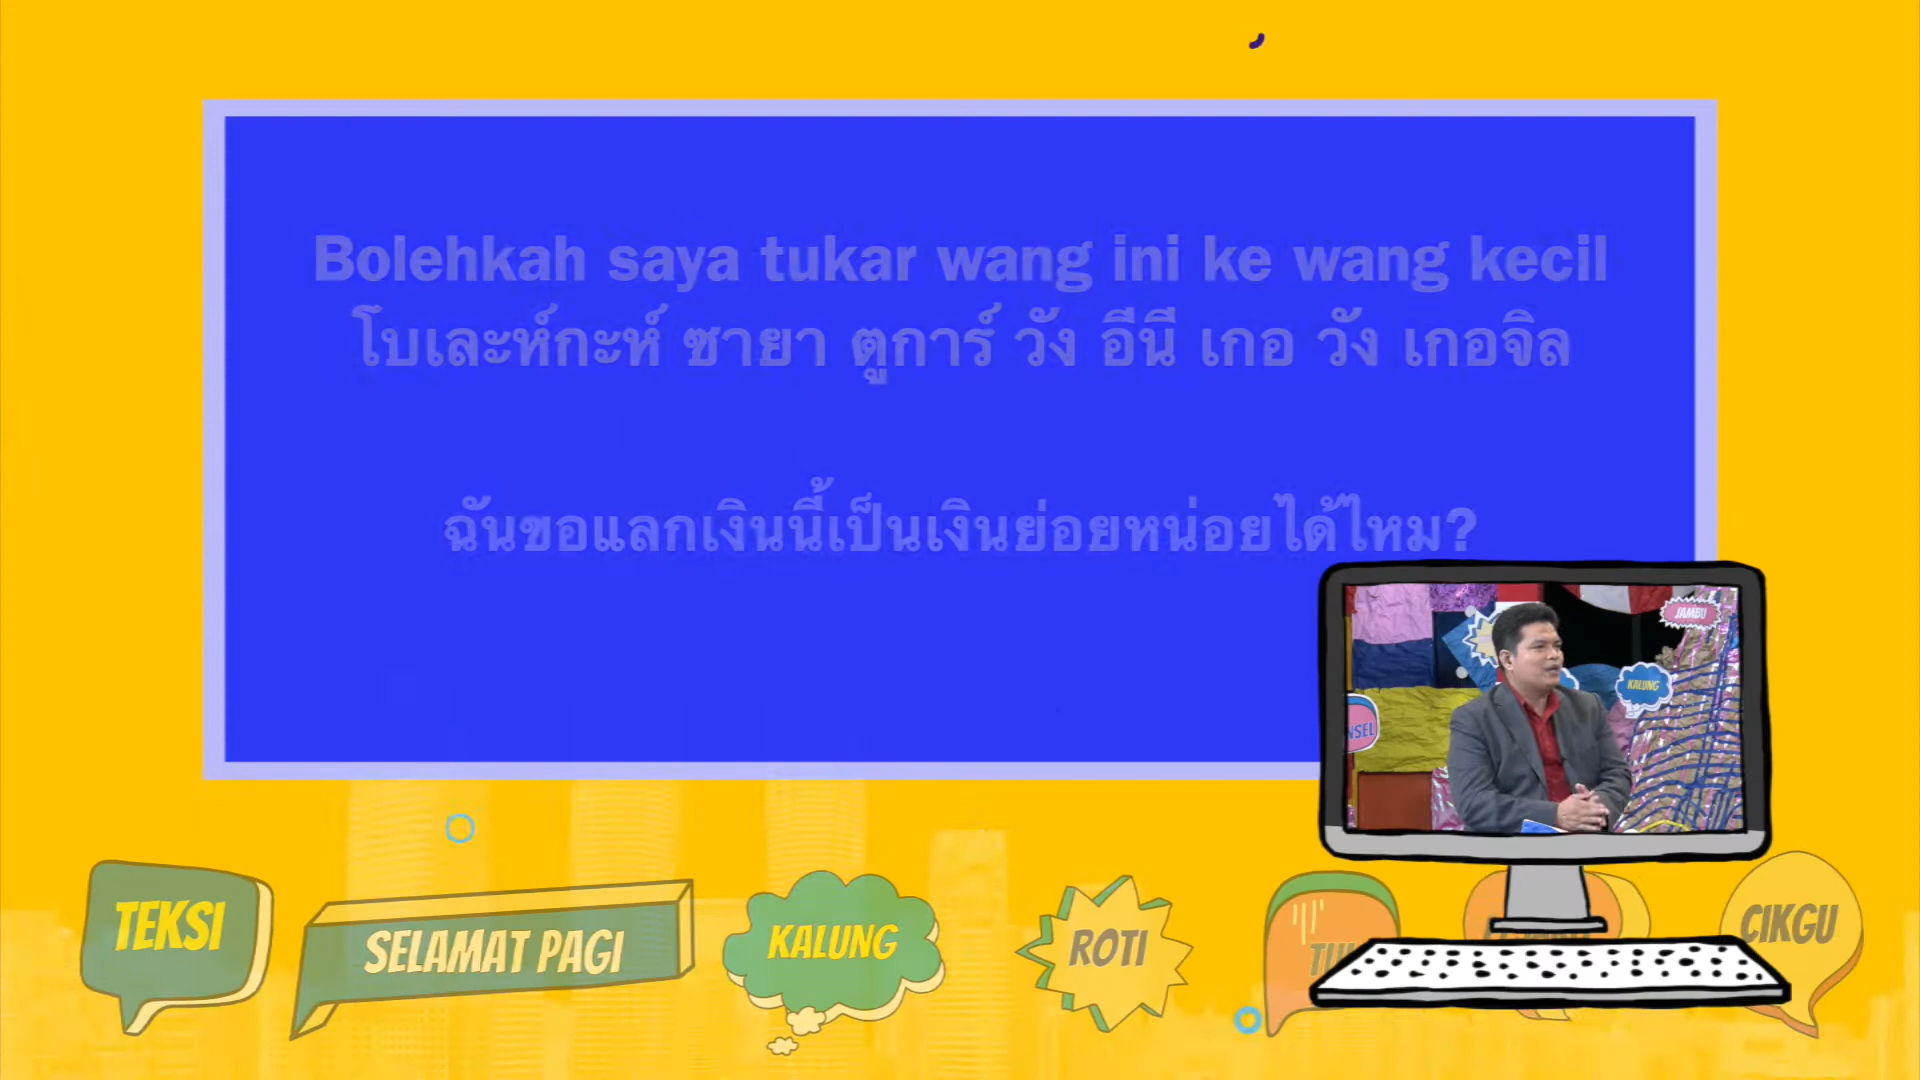 Bolehkah saya tukar wang ini ke wang kecil
โบเละห์กะห์ ซายา ตูการ์ วัง อีนี เกอ วัง เกอจิล
ฉันขอแลกเงินนี้เป็นเงินย่อยหน่อยได้ไหม?
JAMBU
KALUNG
NSEL
TEKSI
SELAMAT PAGI
KALUNG
ROTI
CIKGU